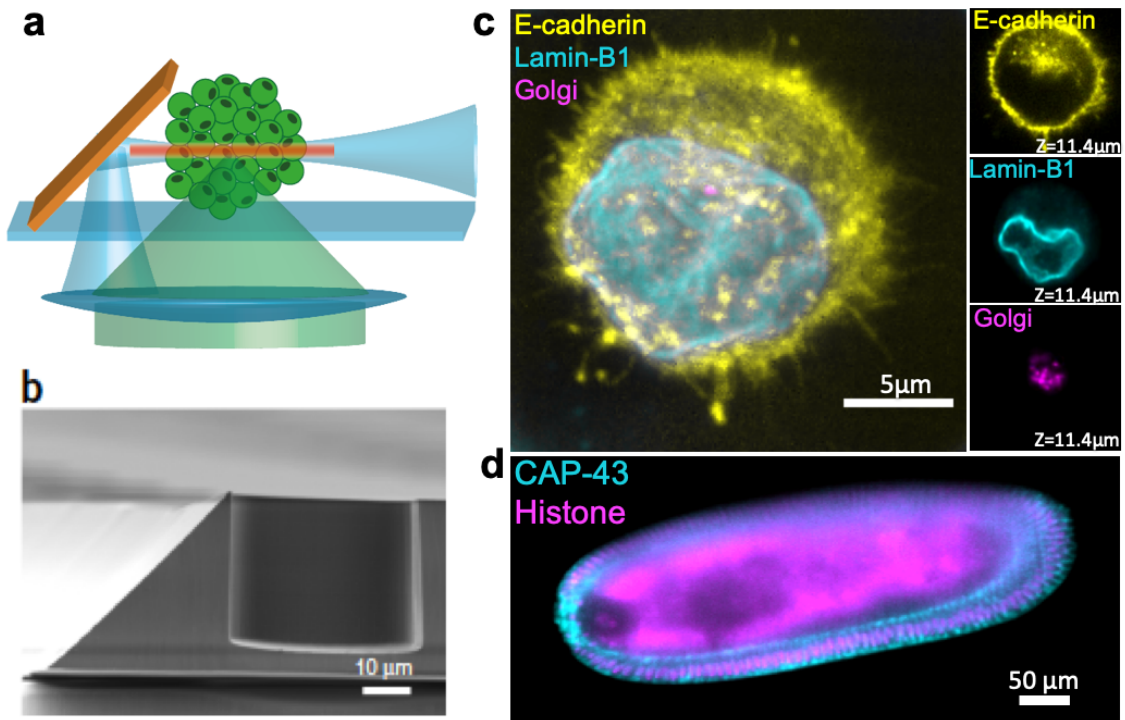 a
b
10 µm
c
E-cadherin
Lamin-B1
Golgi
5µm
E-cadherin
Z=11.4µm
Lamin-B1
Z=11.4µm
Golgi
Z=11.4µm
d
CAP-43
Histone
50 µm